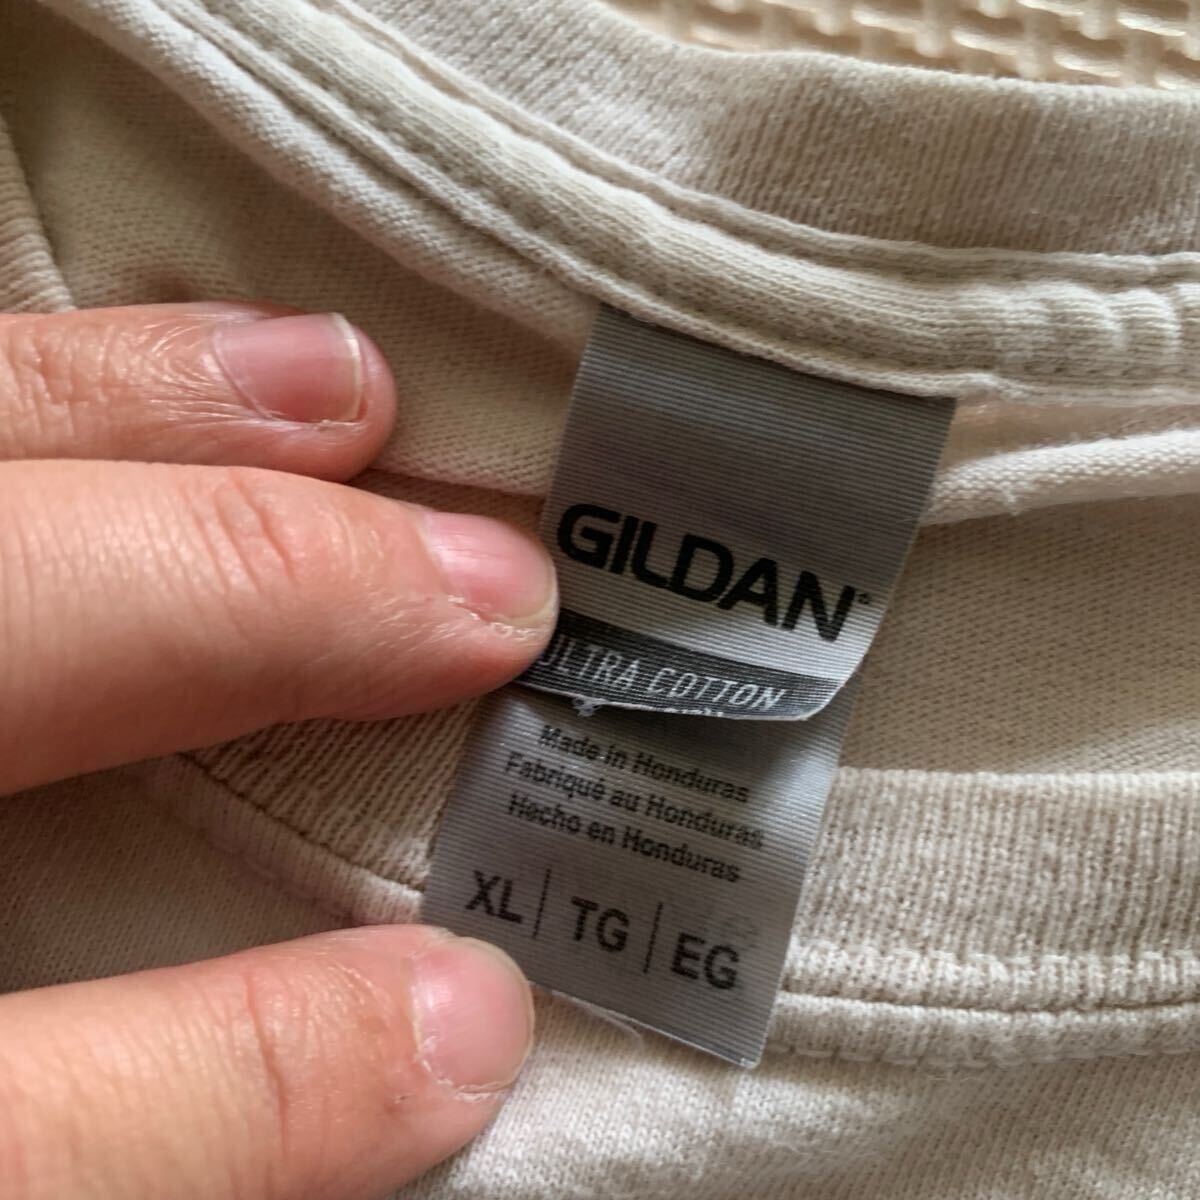 GILDAN®
ULTRA COTTON
Made in Honduras
Fabriqué au Honduras
Hecho en Honduras
XL | TG | EG